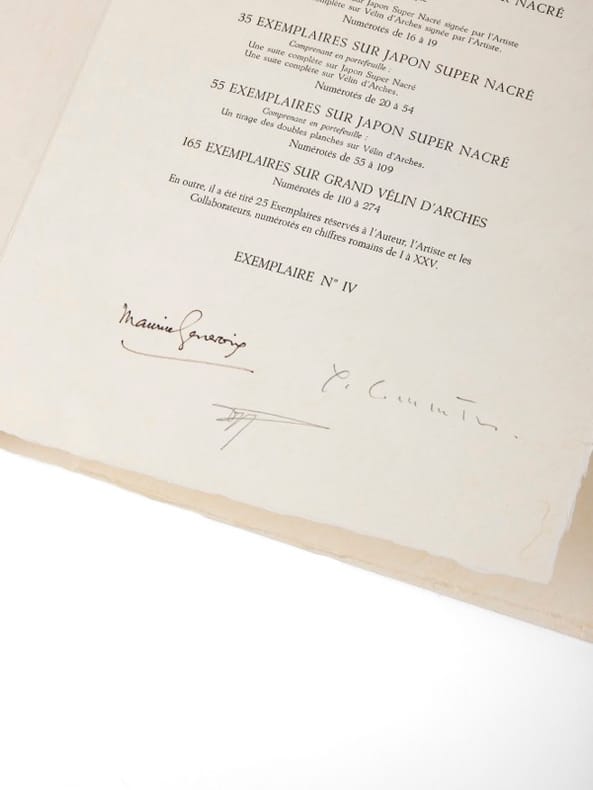 R NACRÉ
sur Japon Super Nacré signée par l'Artiste
complète sur Vélin d'Arches signée par l'Artiste.
Numérotés de 16 à 19
35 EXEMPLAIRES SUR JAPON SUPER NACRÉ
Comprenant en portefeuille :
Une suite complète sur Japon Super Nacré
Une suite complète sur Vélin d'Arches.
Numérotés de 20 à 54
55 EXEMPLAIRES SUR JAPON SUPER NACRÉ
Comprenant en portefeuille :
Un tirage des doubles planches sur Vélin d'Arches.
Numérotés de 55 à 109
165 EXEMPLAIRES SUR GRAND VÉLIN D'ARCHES
Numérotés de 110 à 274
En outre, il a été tiré 25 Exemplaires réservés à l'Auteur, l'Artiste et les
Collaborateurs, numérotés en chiffres romains de I à XXV.
EXEMPLAIRE N° IV
Maurice Genevoix